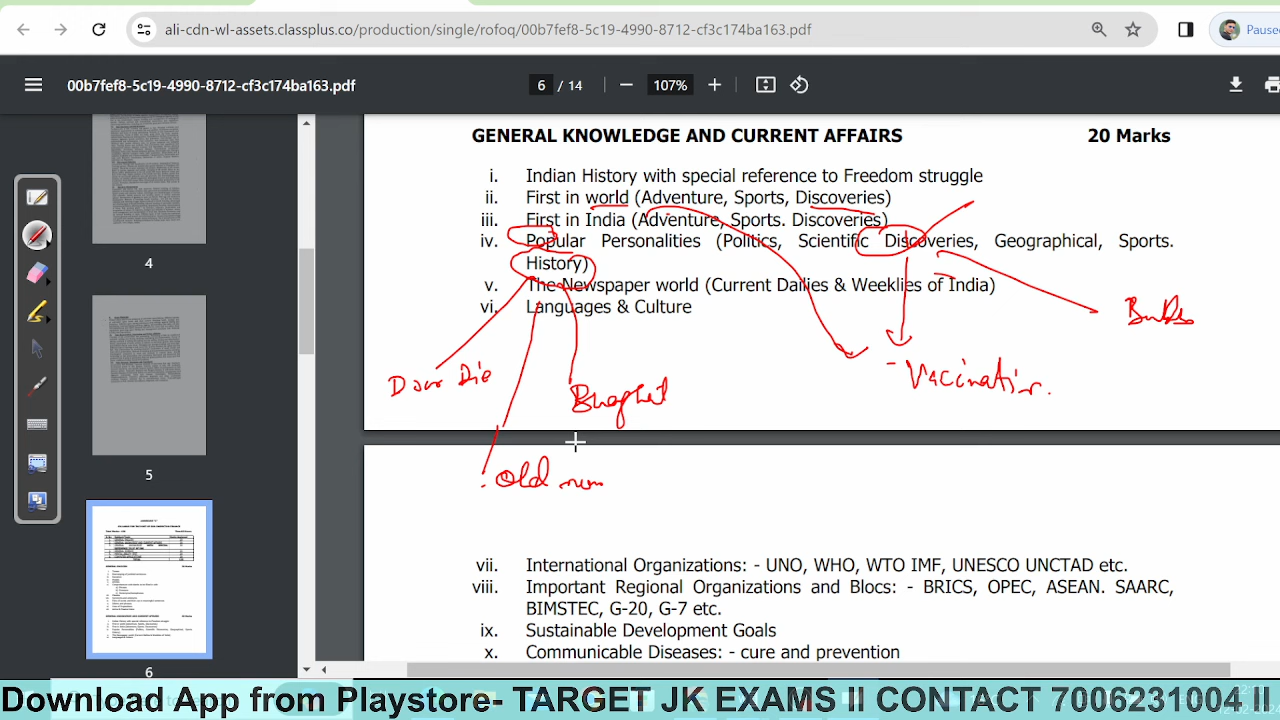 ali-cdn-wl-assets.classplus.co/production/single/rofoq/00b7fef8-5c19-4990-8712-cf3c174ba163.pdf
Paused
00b7fef8-5c19-4990-8712-cf3c174ba163.pdf
6 / 14
107%
GENERAL KNOWLEDGE AND CURRENT AFFAIRS 20 Marks
i. Indian History with special reference to Freedom struggle
ii. First in world (Adventure, Sports, Discoveries)
iii. First in India (Adventure, Sports. Discoveries)
iv. Popular Personalities (Politics, Scientific Discoveries, Geographical, Sports.
History)
v. The Newspaper world (Current Dailies & Weeklies of India)
vi. Languages & Culture
Vaccination.
Old
4
5
6
vii. International Organizations: - UNO, WHO, WTO IMF, UNESCO UNCTAD etc.
viii. Important Regional Organizations and Blocs: - BRICS, OPEC, ASEAN. SAARC,
BIMSTEC, G-20, G-7 etc.
ix. Sustainable Development Goals
x. Communicable Diseases: - cure and prevention
Download App from Playstore- TARGET JK EXAMS II CONTACT 7006231004 II